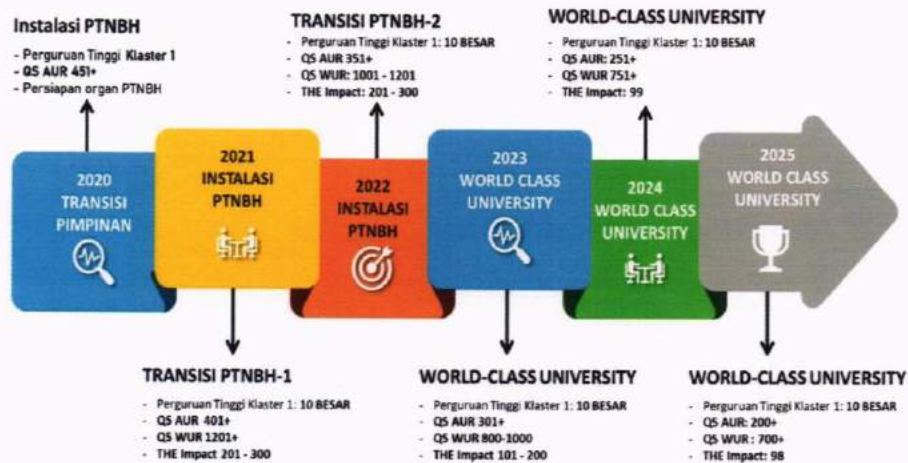 Instalasi PTNBH
- Perguruan Tinggi Klaster 1
- QS AUR 451+
- Persiapan organ PTNBH
TRANSISI PTNBH-2
- Perguruan Tinggi Klaster 1: 10 BESAR
- QS AUR 351+
- QS WUR: 1001 - 1201
- THE Impact: 201 - 300
WORLD-CLASS UNIVERSITY
- Perguruan Tinggi Klaster 1: 10 BESAR
- QS AUR: 251+
- QS WUR 751+
- THE Impact: 99
2020
TRANSISI
PIMPINAN
2021
INSTALASI
PTNBH
2022
INSTALASI
PTNBH
2023
WORLD CLASS
UNIVERSITY
2024
WORLD CLASS
UNIVERSITY
2025
WORLD CLASS
UNIVERSITY
TRANSISI PTNBH-1
- Perguruan Tinggi Klaster 1: 10 BESAR
- QS AUR 401+
- QS WUR 1201+
- THE Impact 201 - 300
WORLD-CLASS UNIVERSITY
- Perguruan Tinggi Klaster 1: 10 BESAR
- QS AUR 301+
- QS WUR 800-1000
- THE Impact 101 - 200
WORLD-CLASS UNIVERSITY
- Perguruan Tinggi Klaster 1: 10 BESAR
- QS AUR: 200+
- QS WUR : 700+
- THE Impact: 98